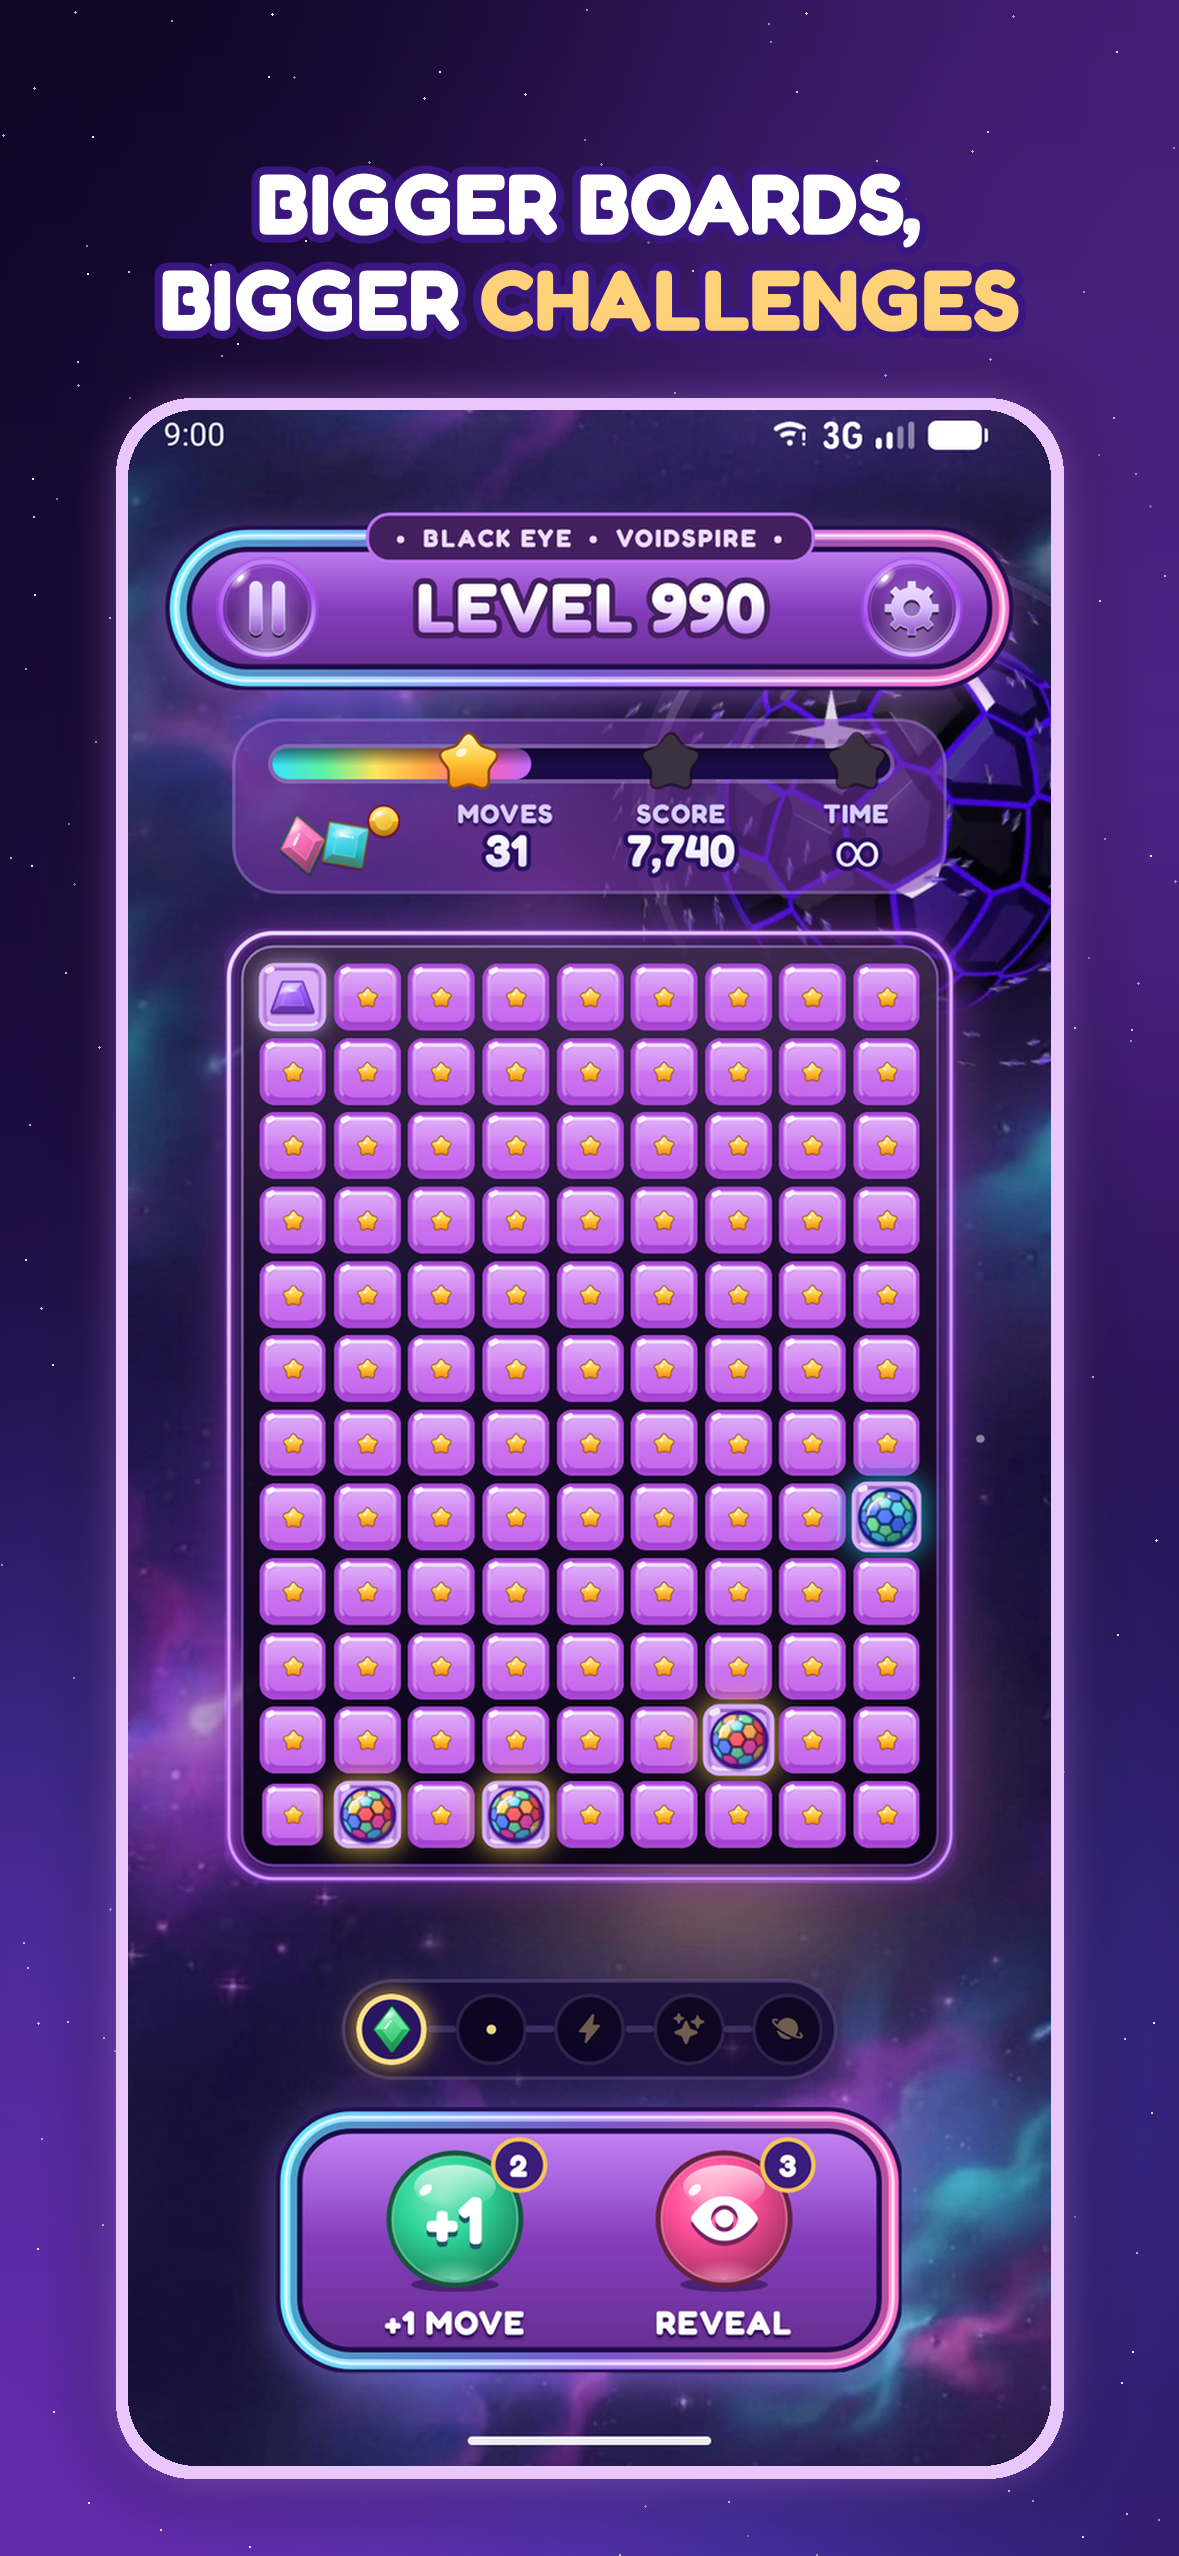 BIGGER BOARDS,
BIGGER CHALLENGES
9:00 3G
• BLACK EYE • VOIDSPIRE •
LEVEL 990
MOVES SCORE TIME
31 7,740 ∞
2 3
+1
+1 MOVE REVEAL